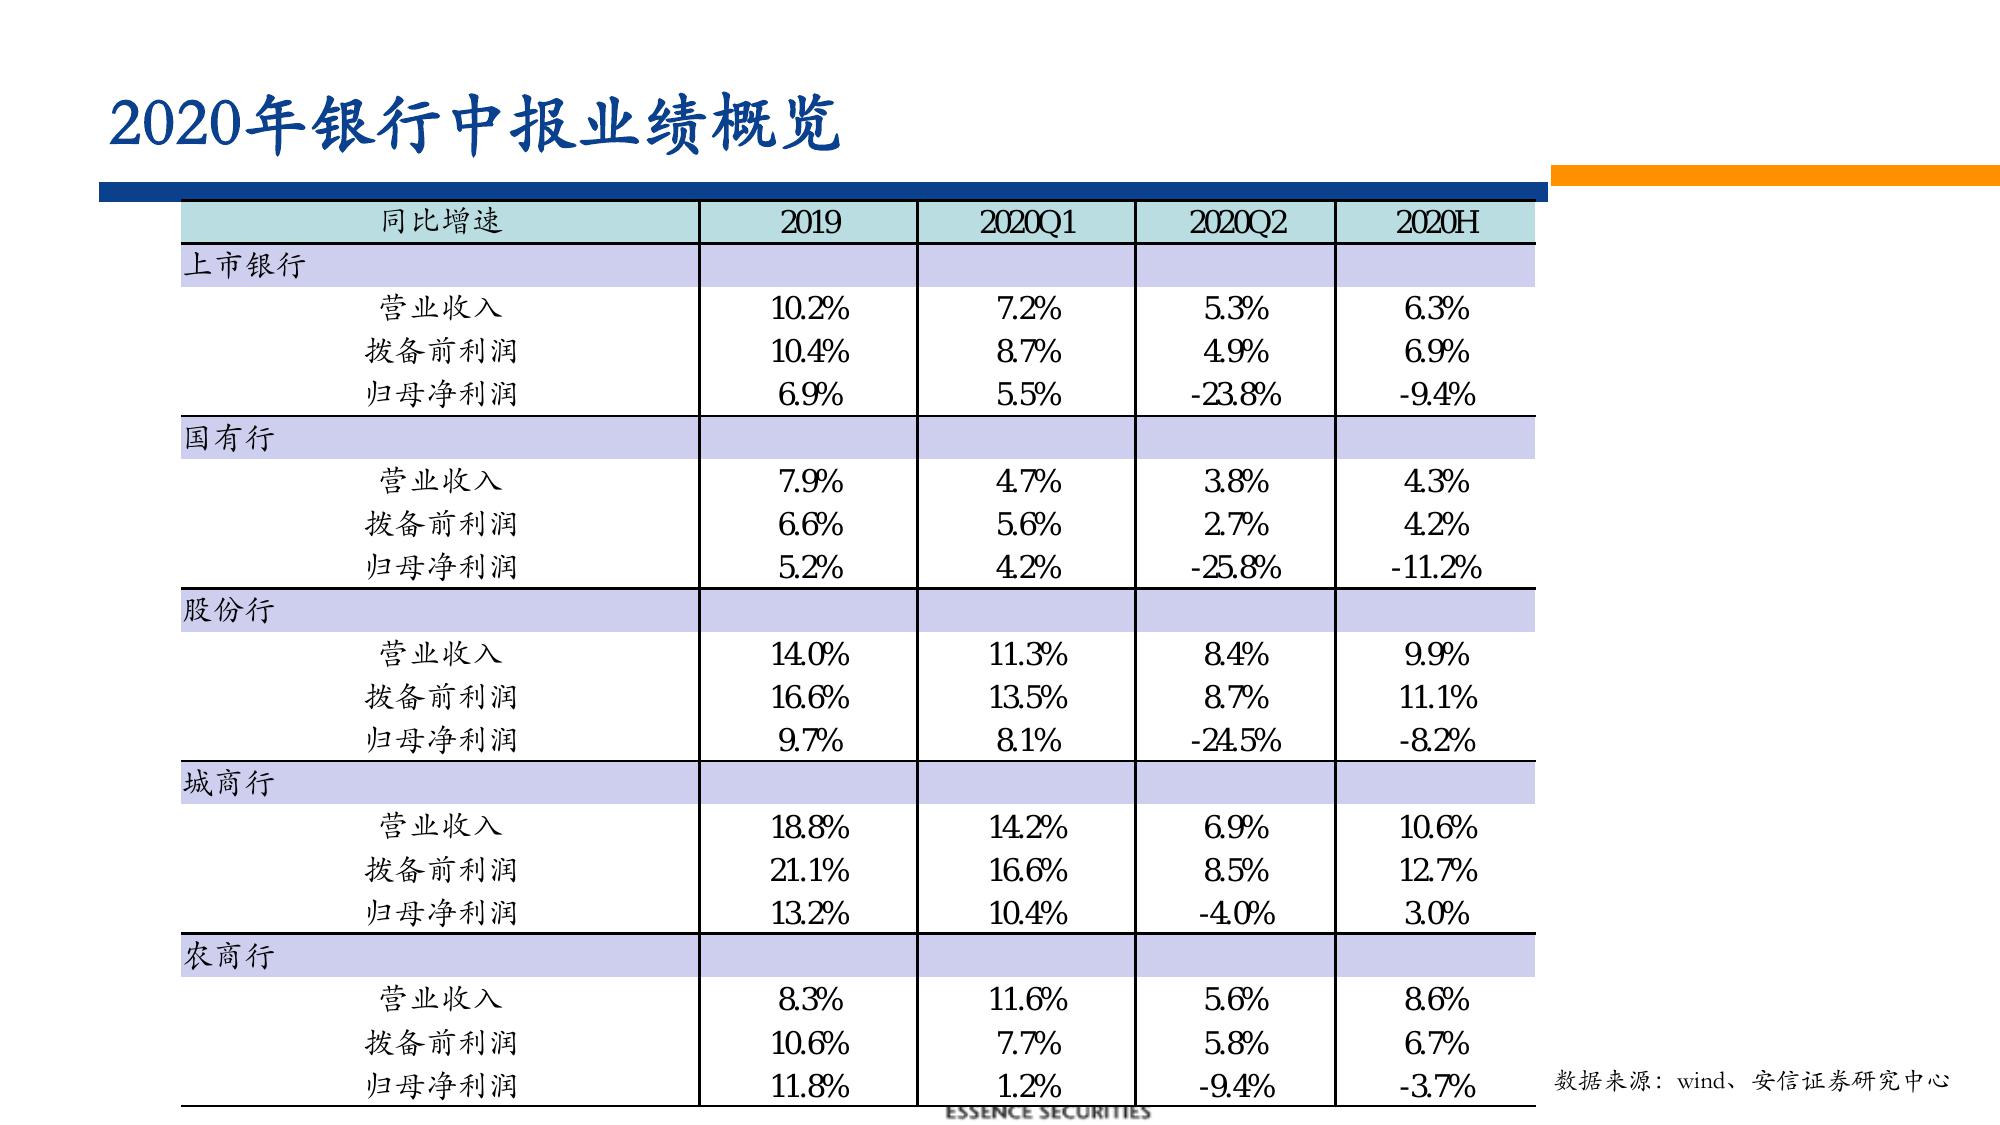 2020年银行中报业绩概览
同比增速 2019 2020Q1 2020Q2 2020H
上市银行
营业收入 10.2% 7.2% 5.3% 6.3%
拨备前利润 10.4% 8.7% 4.9% 6.9%
归母净利润 6.9% 5.5% -23.8% -9.4%
国有行
营业收入 7.9% 4.7% 3.8% 4.3%
拨备前利润 6.6% 5.6% 2.7% 4.2%
归母净利润 5.2% 4.2% -25.8% -11.2%
股份行
营业收入 14.0% 11.3% 8.4% 9.9%
拨备前利润 16.6% 13.5% 8.7% 11.1%
归母净利润 9.7% 8.1% -24.5% -8.2%
城商行
营业收入 18.8% 14.2% 6.9% 10.6%
拨备前利润 21.1% 16.6% 8.5% 12.7%
归母净利润 13.2% 10.4% -4.0% 3.0%
农商行
营业收入 8.3% 11.6% 5.6% 8.6%
拨备前利润 10.6% 7.7% 5.8% 6.7%
归母净利润 11.8% 1.2% -9.4% -3.7%
数据来源：wind、安信证券研究中心
ESSENCE SECURITIES